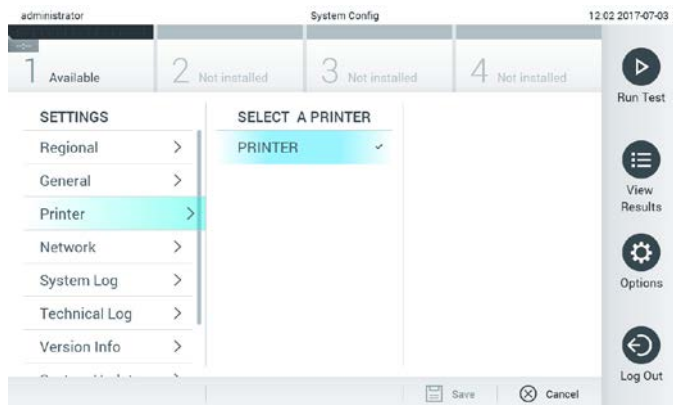 administrator System Config 12:02 2017-07-03
1 Available 2 Not installed 3 Not installed 4 Not installed
Run Test
SETTINGS SELECT A PRINTER
Regional PRINTER
General
View Results
Printer
Network
System Log
Options
Technical Log
Version Info
Log Out
Save Cancel